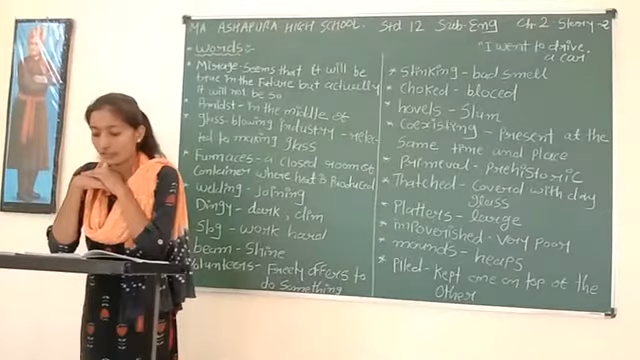 MA ASHAPURA HIGH SCHOOL. Std 12 Sub-Eng Ch.2 Story-2
"I want to drive.
a car
* words:-
* Mirage-Seems that it will be
true in the Future but actually
it will not be so
* Amidst- In the middle of
* glass-blowing Industry - rela-
ted to making glass
* Furnaces- a closed room of
Container where heat is Produced
* Welding - joining
Dingy- dark, dim
Slog - work hard
beam- Shine
Volunteers- Freely offers to
do Something
* Stinking - bad smell
* Choked - bloced
* hovels - Slum
* Coexisting - Present at the
Same time and Place
* Primeval- Prehistoric
* Thatched- Covered with dry
glass
* Platters - large
* impoverished - Very poor
* mounds - heaps
* Piled- kept one on top of the
Other